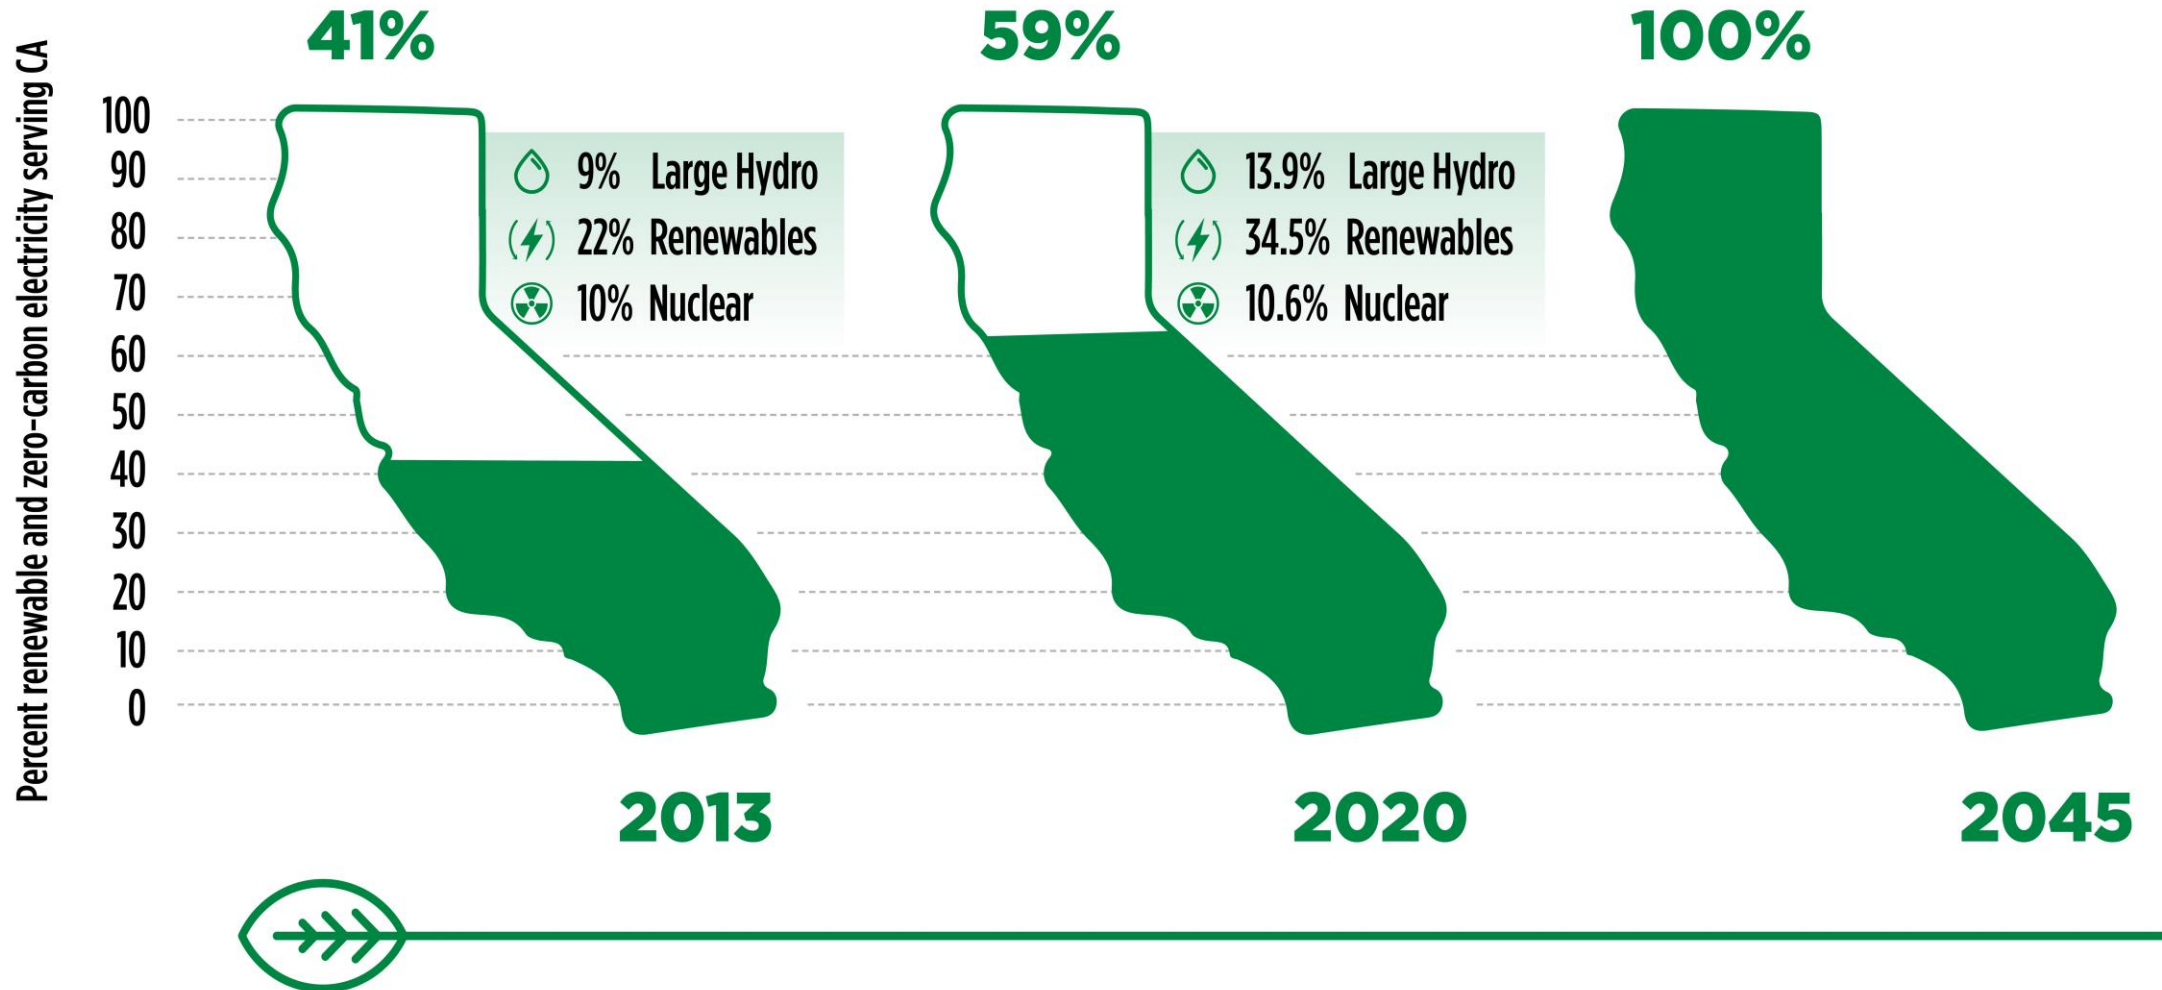 41%
59%
100%
Percent renewable and zero-carbon electricity serving CA
100
90
80
70
60
50
40
30
20
10
0
9% Large Hydro
22% Renewables
10% Nuclear
13.9% Large Hydro
34.5% Renewables
10.6% Nuclear
2013
2020
2045